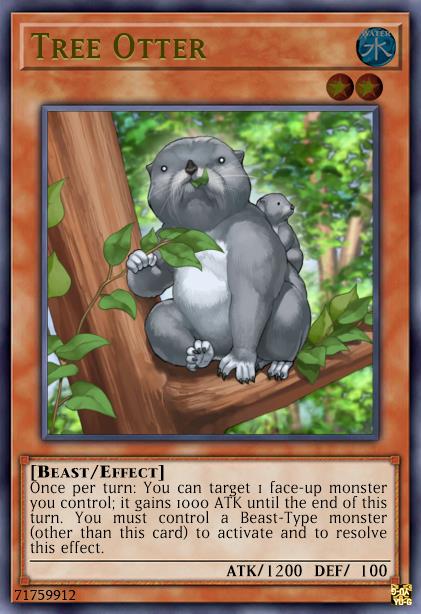 Tree Otter
WATER
水
[Beast/Effect]
Once per turn: You can target 1 face-up monster
you control; it gains 1000 ATK until the end of this
turn. You must control a Beast-Type monster
(other than this card) to activate and to resolve
this effect.
ATK/1200 DEF/ 100
71759912